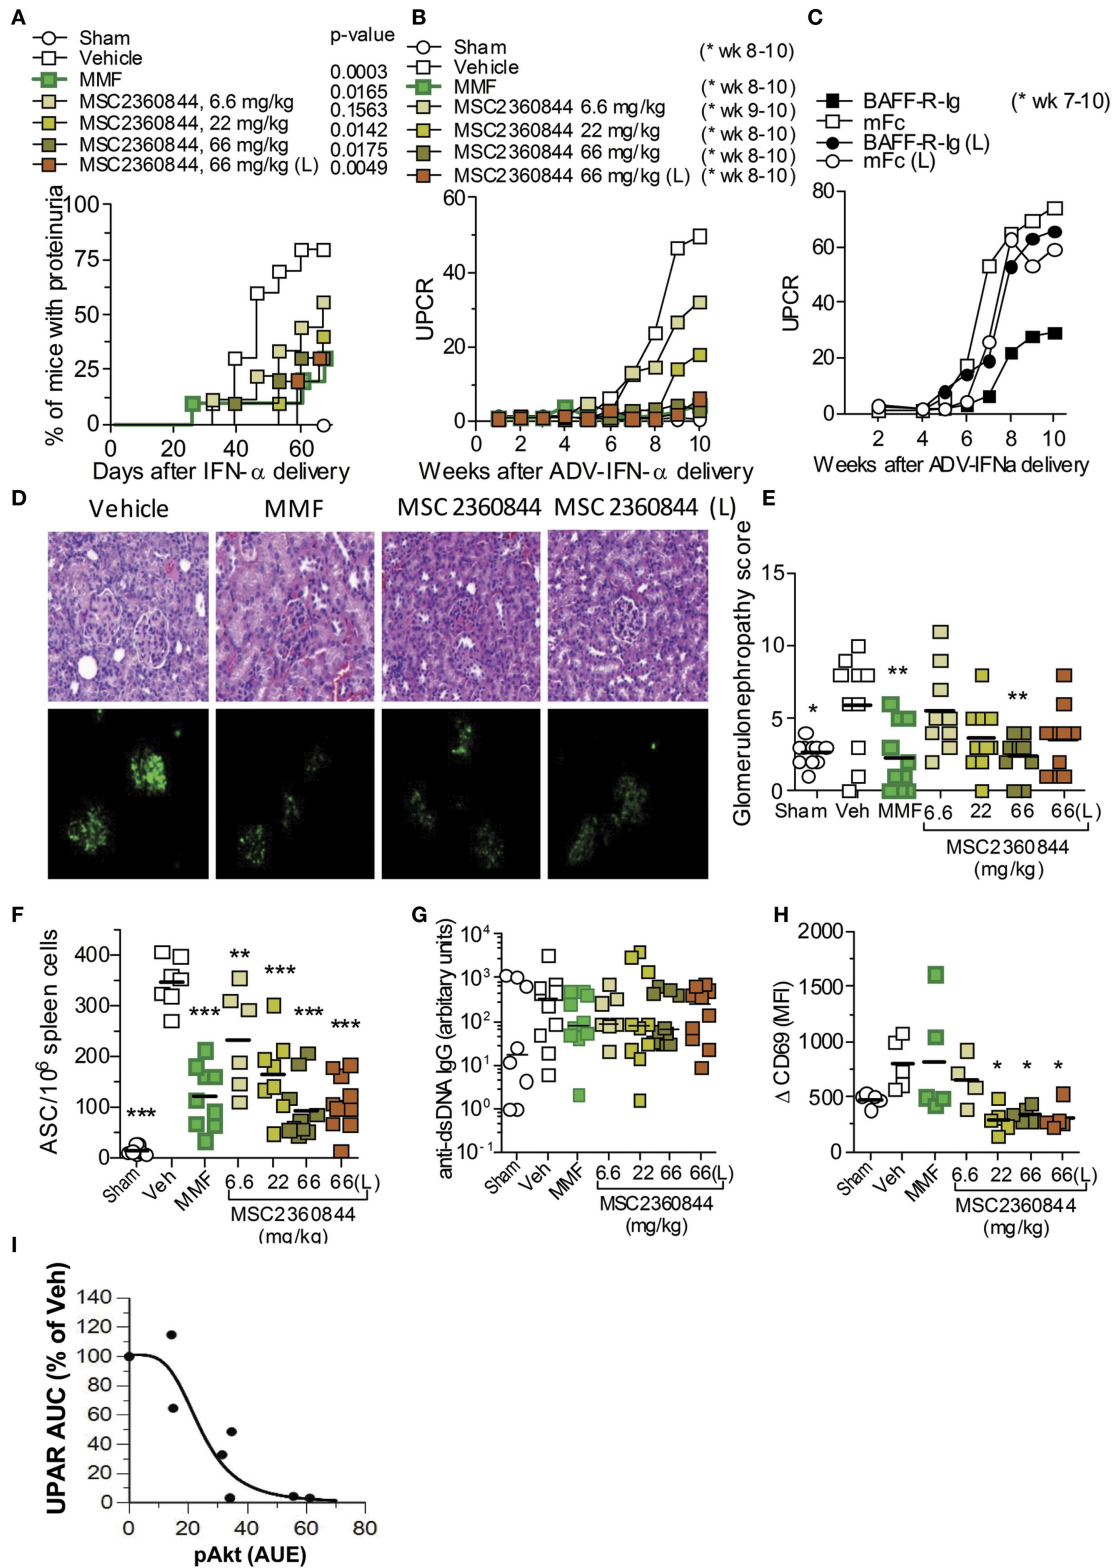 A
Sham
Vehicle
MMF
MSC2360844, 6.6 mg/kg
MSC2360844, 22 mg/kg
MSC2360844, 66 mg/kg
MSC2360844, 66 mg/kg (L)
p-value
0.0003
0.0165
0.1563
0.0142
0.0175
0.0049
% of mice with proteinuria
100
75
50
25
0
0 20 40 60
Days after IFN-α delivery
B
Sham (* wk 8-10)
Vehicle
MMF (* wk 8-10)
MSC2360844 6.6 mg/kg (* wk 9-10)
MSC2360844 22 mg/kg (* wk 8-10)
MSC2360844 66 mg/kg (* wk 8-10)
MSC2360844 66 mg/kg (L) (* wk 8-10)
UPCR
60
40
20
0
0 2 4 6 8 10
Weeks after ADV-IFN-α delivery
C
BAFF-R-Ig (* wk 7-10)
mFc
BAFF-R-Ig (L)
mFc (L)
UPCR
80
60
40
20
0
2 4 6 8 10
Weeks after ADV-IFNa delivery
D
Vehicle MMF MSC 2360844 MSC 2360844 (L)
E
Glomerulonephropathy score
15
10
5
0
* ** **
Sham Veh MMF 6.6 22 66 66(L)
MSC2360844
(mg/kg)
F
ASC/10⁶ spleen cells
400
300
200
100
0
*** *** ** *** *** ***
Sham Veh MMF 6.6 22 66 66(L)
MSC2360844
(mg/kg)
G
anti-dsDNA IgG (arbitary units)
10⁴
10³
10²
10¹
10⁰
10⁻¹
Sham Veh MMF 6.6 22 66 66(L)
MSC2360844
(mg/kg)
H
Δ CD69 (MFI)
2000
1500
1000
500
0
* * *
Sham Veh MMF 6.6 22 66 66(L)
MSC2360844
(mg/kg)
I
UPAR AUC (% of Veh)
140
120
100
80
60
40
20
0
0 20 40 60 80
pAkt (AUE)